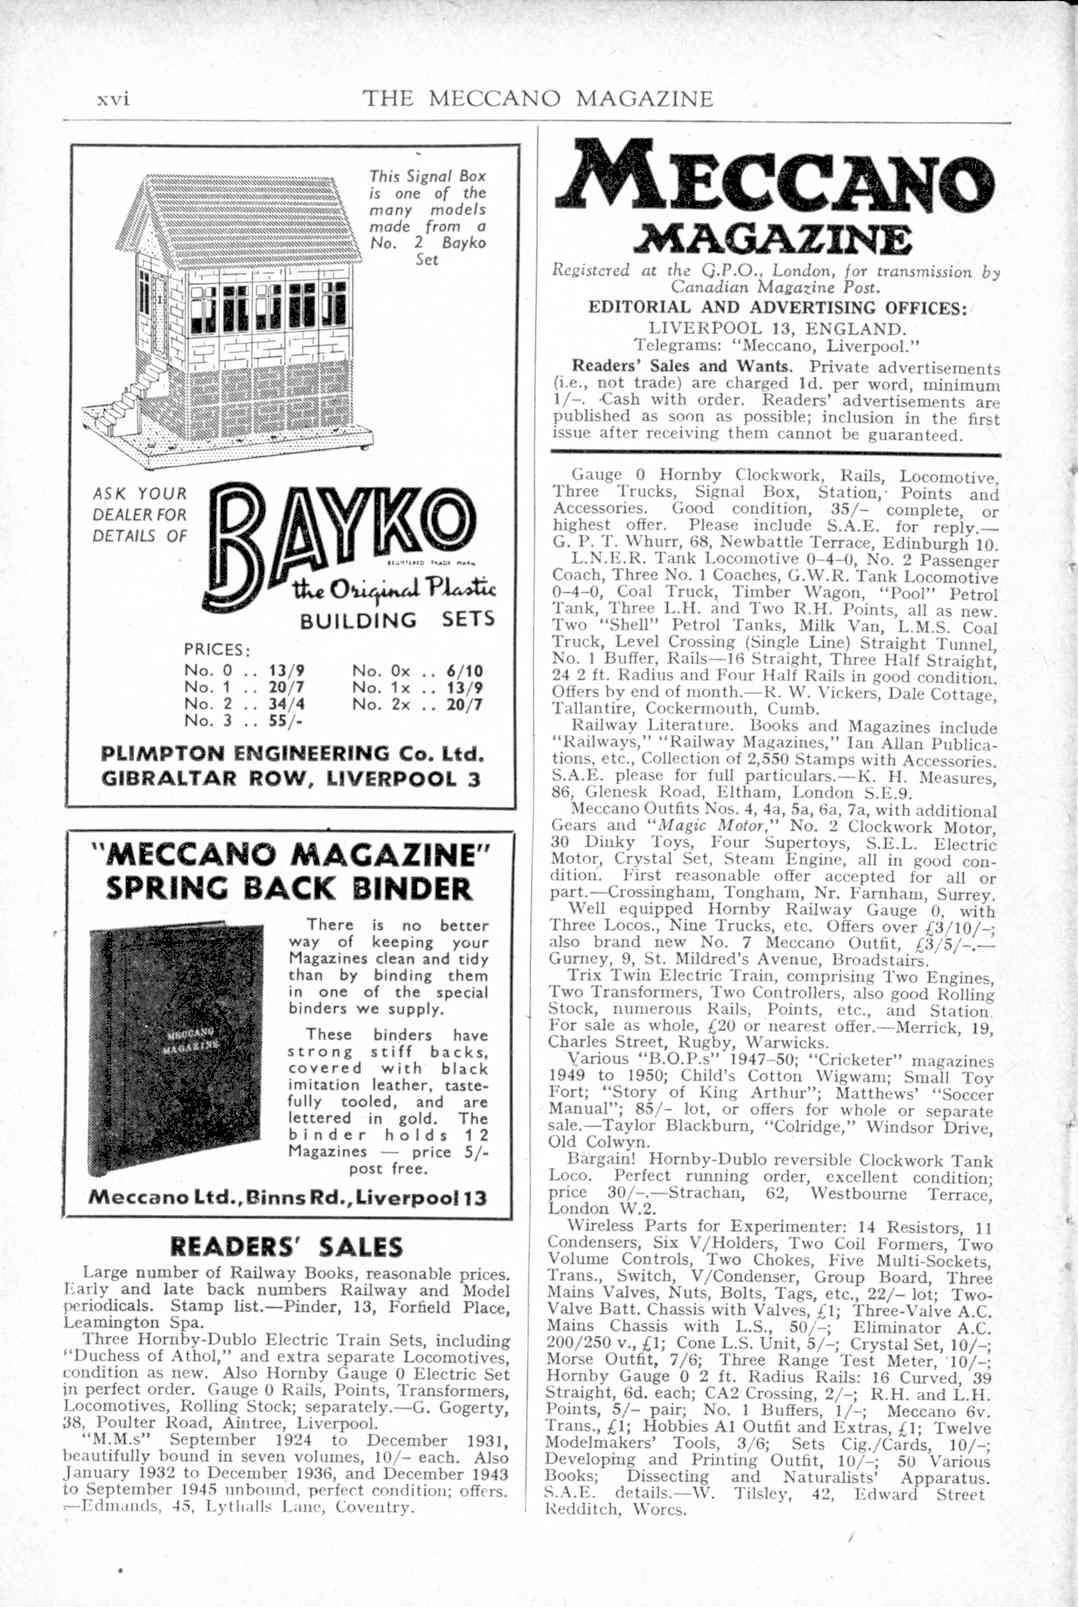 xvi
THE MECCANO MAGAZINE
This Signal Box
is one of the
many models
made from a
No. 2 Bayko
Set
ASK YOUR
DEALER FOR
DETAILS OF
BAYKO
REGISTERED TRADE MARK
the Original Plastic
BUILDING SETS
PRICES:
No. 0 .. 13/9 No. 0x .. 6/10
No. 1 .. 20/7 No. 1x .. 13/9
No. 2 .. 34/4 No. 2x .. 20/7
No. 3 .. 55/-
PLIMPTON ENGINEERING Co. Ltd.
GIBRALTAR ROW, LIVERPOOL 3
"MECCANO MAGAZINE"
SPRING BACK BINDER
MECCANO
MAGAZINE
There is no better
way of keeping your
Magazines clean and tidy
than by binding them
in one of the special
binders we supply.
These binders have
strong stiff backs,
covered with black
imitation leather, taste-
fully tooled, and are
lettered in gold. The
binder holds 12
Magazines — price 5/-
post free.
Meccano Ltd., Binns Rd., Liverpool 13
READERS' SALES
Large number of Railway Books, reasonable prices.
Early and late back numbers Railway and Model
periodicals. Stamp list.—Pinder, 13, Forfield Place,
Leamington Spa.
Three Hornby-Dublo Electric Train Sets, including
"Duchess of Athol," and extra separate Locomotives,
condition as new. Also Hornby Gauge 0 Electric Set
in perfect order. Gauge 0 Rails, Points, Transformers,
Locomotives, Rolling Stock; separately.—G. Gogerty,
38, Poulter Road, Aintree, Liverpool.
"M.M.s" September 1924 to December 1931,
beautifully bound in seven volumes, 10/- each. Also
January 1932 to December 1936, and December 1943
to September 1945 unbound, perfect condition; offers.
—Edmands, 45, Lythalls Lane, Coventry.
MECCANO
MAGAZINE
Registered at the G.P.O., London, for transmission by
Canadian Magazine Post.
EDITORIAL AND ADVERTISING OFFICES:
LIVERPOOL 13, ENGLAND.
Telegrams: "Meccano, Liverpool."
Readers' Sales and Wants. Private advertisements
(i.e., not trade) are charged 1d. per word, minimum
1/-. Cash with order. Readers' advertisements are
published as soon as possible; inclusion in the first
issue after receiving them cannot be guaranteed.
Gauge 0 Hornby Clockwork, Rails, Locomotive,
Three Trucks, Signal Box, Station, Points and
Accessories. Good condition, 35/- complete, or
highest offer. Please include S.A.E. for reply.—
G. P. T. Whurr, 68, Newbattle Terrace, Edinburgh 10.
L.N.E.R. Tank Locomotive 0-4-0, No. 2 Passenger
Coach, Three No. 1 Coaches, G.W.R. Tank Locomotive
0-4-0, Coal Truck, Timber Wagon, "Pool" Petrol
Tank, Three L.H. and Two R.H. Points, all as new.
Two "Shell" Petrol Tanks, Milk Van, L.M.S. Coal
Truck, Level Crossing (Single Line) Straight Tunnel,
No. 1 Buffer, Rails—16 Straight, Three Half Straight,
24 2 ft. Radius and Four Half Rails in good condition.
Offers by end of month.—R. W. Vickers, Dale Cottage,
Tallantire, Cockermouth, Cumb.
Railway Literature. Books and Magazines include
"Railways," "Railway Magazines," Ian Allan Publica-
tions, etc., Collection of 2,550 Stamps with Accessories.
S.A.E. please for full particulars.—K. H. Measures,
86, Glenesk Road, Eltham, London S.E.9.
Meccano Outfits Nos. 4, 4a, 5a, 6a, 7a, with additional
Gears and "Magic Motor," No. 2 Clockwork Motor,
30 Dinky Toys, Four Supertoys, S.E.L. Electric
Motor, Crystal Set, Steam Engine, all in good con-
dition. First reasonable offer accepted for all or
part.—Crossingham, Tongham, Nr. Farnham, Surrey.
Well equipped Hornby Railway Gauge 0, with
Three Locos., Nine Trucks, etc. Offers over £3/10/-;
also brand new No. 7 Meccano Outfit, £3/5/-.—
Gurney, 9, St. Mildred's Avenue, Broadstairs.
Trix Twin Electric Train, comprising Two Engines,
Two Transformers, Two Controllers, also good Rolling
Stock, numerous Rails, Points, etc., and Station.
For sale as whole, £20 or nearest offer.—Merrick, 19,
Charles Street, Rugby, Warwicks.
Various "B.O.P.s" 1947-50; "Cricketer" magazines
1949 to 1950; Child's Cotton Wigwam; Small Toy
Fort; "Story of King Arthur"; Matthews' "Soccer
Manual"; 85/- lot, or offers for whole or separate
sale.—Taylor Blackburn, "Colridge," Windsor Drive,
Old Colwyn.
Bargain! Hornby-Dublo reversible Clockwork Tank
Loco. Perfect running order, excellent condition;
price 30/-.—Strachan, 62, Westbourne Terrace,
London W.2.
Wireless Parts for Experimenter: 14 Resistors, 11
Condensers, Six V/Holders, Two Coil Formers, Two
Volume Controls, Two Chokes, Five Multi-Sockets,
Trans., Switch, V/Condenser, Group Board, Three
Mains Valves, Nuts, Bolts, Tags, etc., 22/- lot; Two-
Valve Batt. Chassis with Valves, £1; Three-Valve A.C.
Mains Chassis with L.S., 50/-; Eliminator A.C.
200/250 v., £1; Cone L.S. Unit, 5/-; Crystal Set, 10/-;
Morse Outfit, 7/6; Three Range Test Meter, 10/-;
Hornby Gauge 0 2 ft. Radius Rails: 16 Curved, 39
Straight, 6d. each; CA2 Crossing, 2/-; R.H. and L.H.
Points, 5/- pair; No. 1 Buffers, 1/-; Meccano 6v.
Trans., £1; Hobbies A1 Outfit and Extras, £1; Twelve
Modelmakers' Tools, 3/6; Sets Cig./Cards, 10/-;
Developing and Printing Outfit, 10/-; 50 Various
Books; Dissecting and Naturalists' Apparatus.
S.A.E. details.—W. Tilsley, 42, Edward Street
Redditch, Worcs.